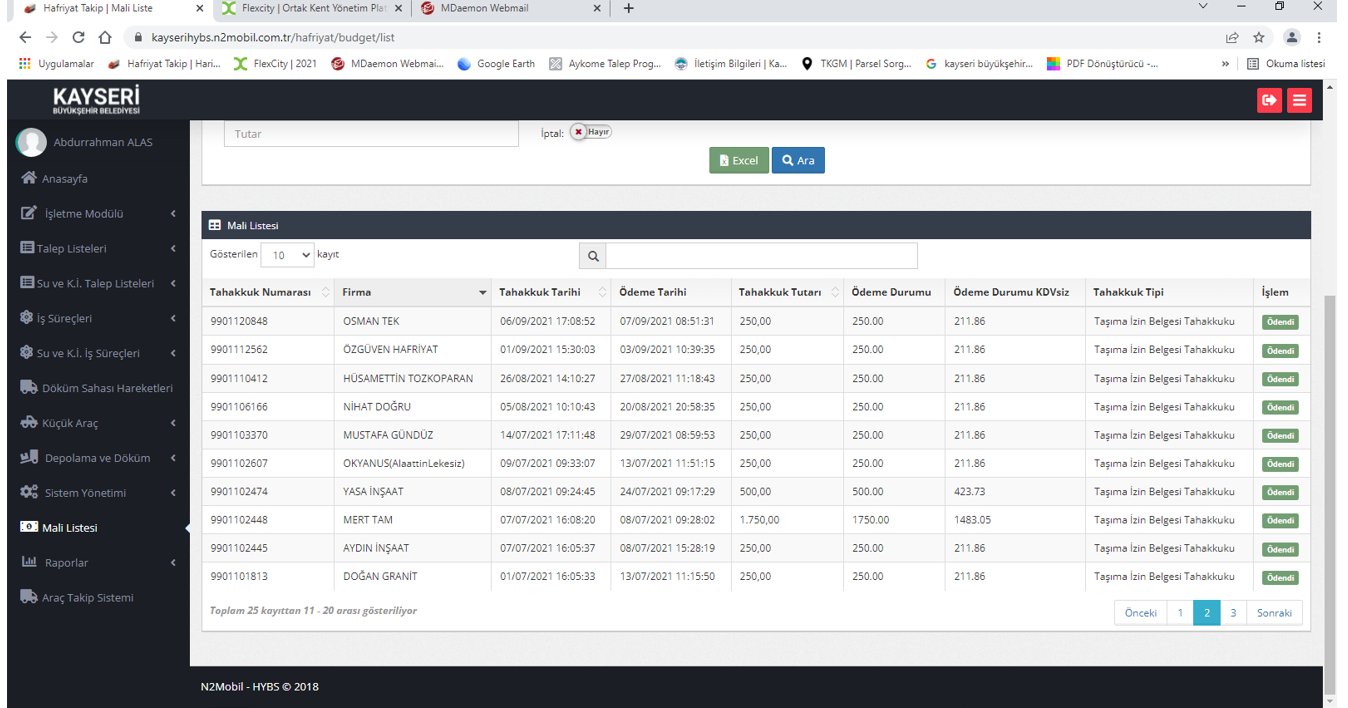 Hafriyat Takip | Mali Liste
Flexcity | Ortak Kent Yönetim Plat
MDaemon Webmail
kayserihybs.n2mobil.com.tr/hafriyat/budget/list
Uygulamalar Hafriyat Takip | Hari... FlexCity | 2021 MDaemon Webmai... Google Earth Aykome Talep Prog... İletişim Bilgileri | Ka... TKGM | Parsel Sorg... kayseri büyükşehir... PDF Dönüştürücü -... » Okuma listesi
KAYSERİ
BÜYÜKŞEHİR BELEDİYESİ
Abdurrahman ALAS
Anasayfa
İşletme Modülü
Talep Listeleri
Su ve K.İ. Talep Listeleri
İş Süreçleri
Su ve K.İ. İş Süreçleri
Döküm Sahası Hareketleri
Küçük Araç
Depolama ve Döküm
Sistem Yönetimi
Mali Listesi
Raporlar
Araç Takip Sistemi
Tutar
İptal: Hayır
Excel Ara
Mali Listesi
Gösterilen 10 kayıt
Tahakkuk Numarası Firma Tahakkuk Tarihi Ödeme Tarihi Tahakkuk Tutarı Ödeme Durumu Ödeme Durumu KDVsiz Tahakkuk Tipi İşlem
9901120848 OSMAN TEK 06/09/2021 17:08:52 07/09/2021 08:51:31 250,00 250.00 211.86 Taşıma İzin Belgesi Tahakkuku Ödendi
9901112562 ÖZGÜVEN HAFRİYAT 01/09/2021 15:30:03 03/09/2021 10:39:35 250,00 250.00 211.86 Taşıma İzin Belgesi Tahakkuku Ödendi
9901110412 HÜSAMETTİN TOZKOPARAN 26/08/2021 14:10:27 27/08/2021 11:18:43 250,00 250.00 211.86 Taşıma İzin Belgesi Tahakkuku Ödendi
9901106166 NİHAT DOĞRU 05/08/2021 10:10:43 20/08/2021 20:58:35 250,00 250.00 211.86 Taşıma İzin Belgesi Tahakkuku Ödendi
9901103370 MUSTAFA GÜNDÜZ 14/07/2021 17:11:48 29/07/2021 08:59:53 250,00 250.00 211.86 Taşıma İzin Belgesi Tahakkuku Ödendi
9901102607 OKYANUS(AlaattinLekesiz) 09/07/2021 09:33:07 13/07/2021 11:51:15 250,00 250.00 211.86 Taşıma İzin Belgesi Tahakkuku Ödendi
9901102474 YASA İNŞAAT 08/07/2021 09:24:45 24/07/2021 09:17:29 500,00 500.00 423.73 Taşıma İzin Belgesi Tahakkuku Ödendi
9901102448 MERT TAM 07/07/2021 16:08:20 08/07/2021 09:28:02 1.750,00 1750.00 1483.05 Taşıma İzin Belgesi Tahakkuku Ödendi
9901102445 AYDIN İNŞAAT 07/07/2021 16:05:37 08/07/2021 15:28:19 250,00 250.00 211.86 Taşıma İzin Belgesi Tahakkuku Ödendi
9901101813 DOĞAN GRANİT 01/07/2021 16:05:33 13/07/2021 11:15:50 250,00 250.00 211.86 Taşıma İzin Belgesi Tahakkuku Ödendi
Toplam 25 kayıttan 11 - 20 arası gösteriliyor
Önceki 1 2 3 Sonraki
N2Mobil - HYBS © 2018